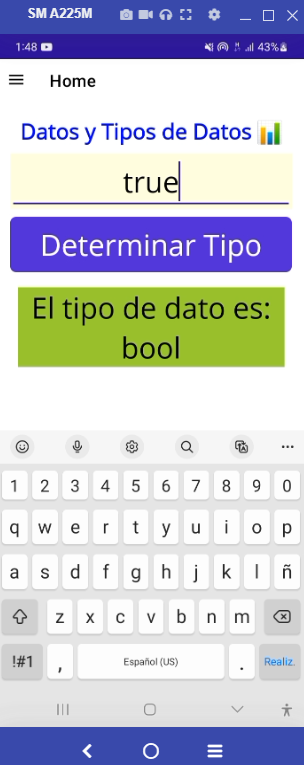 SM A225M
1:48
43%
Home
Datos y Tipos de Datos
true
Determinar Tipo
El tipo de dato es:
bool
1 2 3 4 5 6 7 8 9 0
q w e r t y u i o p
a s d f g h j k l ñ
z x c v b n m
!#1 , Español (US) . Realiz.